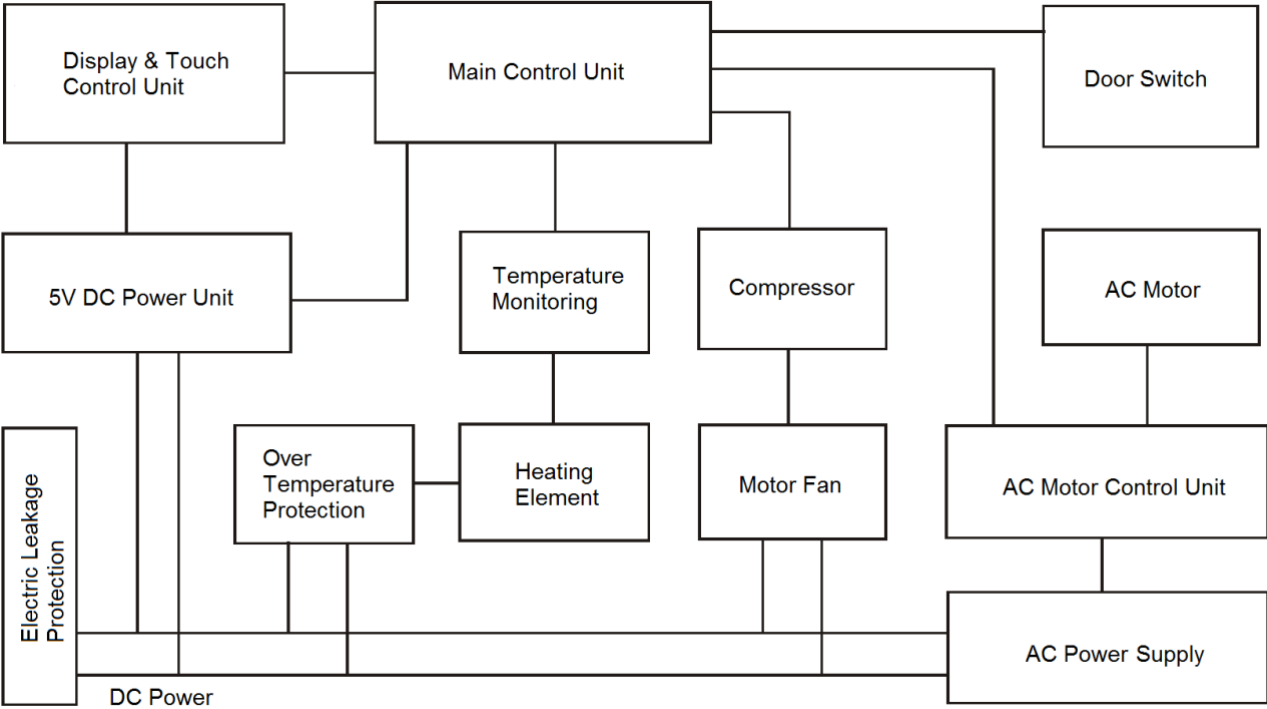 Display & Touch
Control Unit
Main Control Unit
Door Switch
5V DC Power Unit
Temperature
Monitoring
Compressor
AC Motor
Over
Temperature
Protection
Heating
Element
Motor Fan
AC Motor Control Unit
Electric Leakage
Protection
AC Power Supply
DC Power